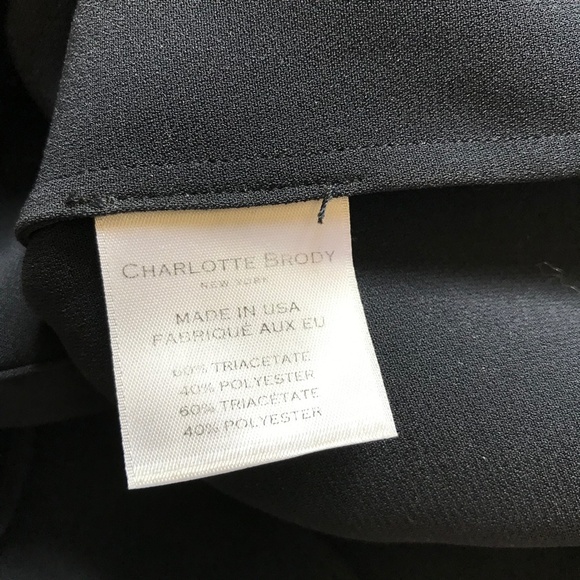 CHARLOTTE BRODY
NEW YORK
MADE IN USA
FABRIQUÉ AUX EU
60% TRIACETATE
40% POLYESTER
60% TRIACÉTATE
40% POLYESTER